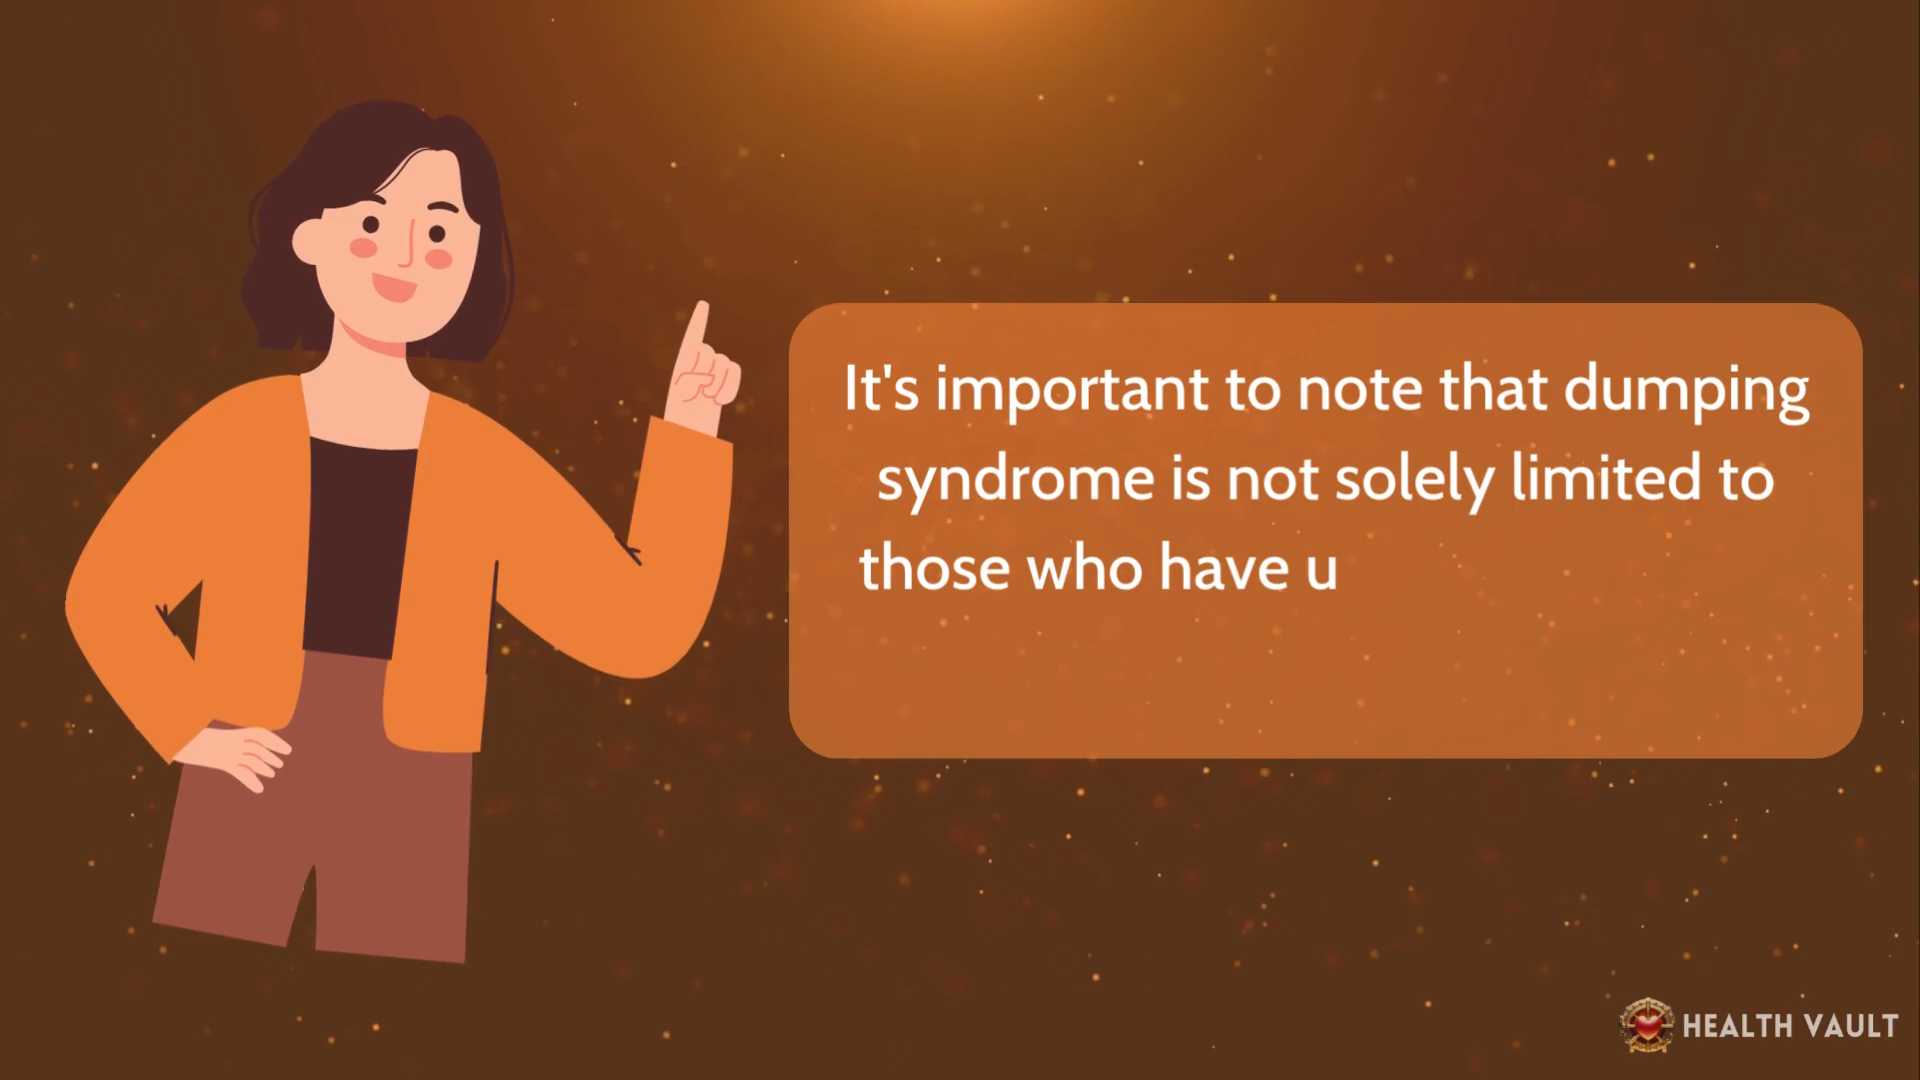 It's important to note that dumping
syndrome is not solely limited to
those who have u
HEALTH VAULT